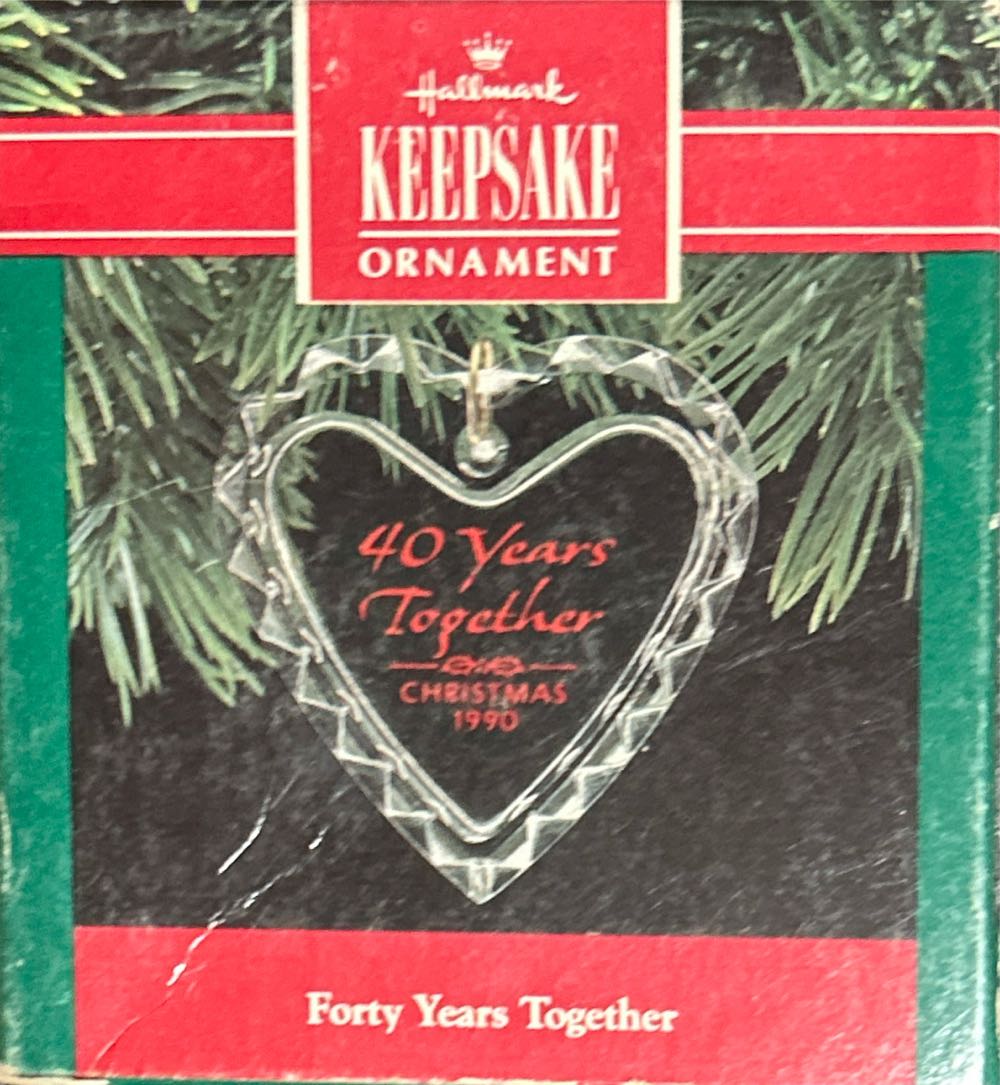 Hallmark
KEEPSAKE
ORNAMENT
40 Years
Together
CHRISTMAS
1990
Forty Years Together